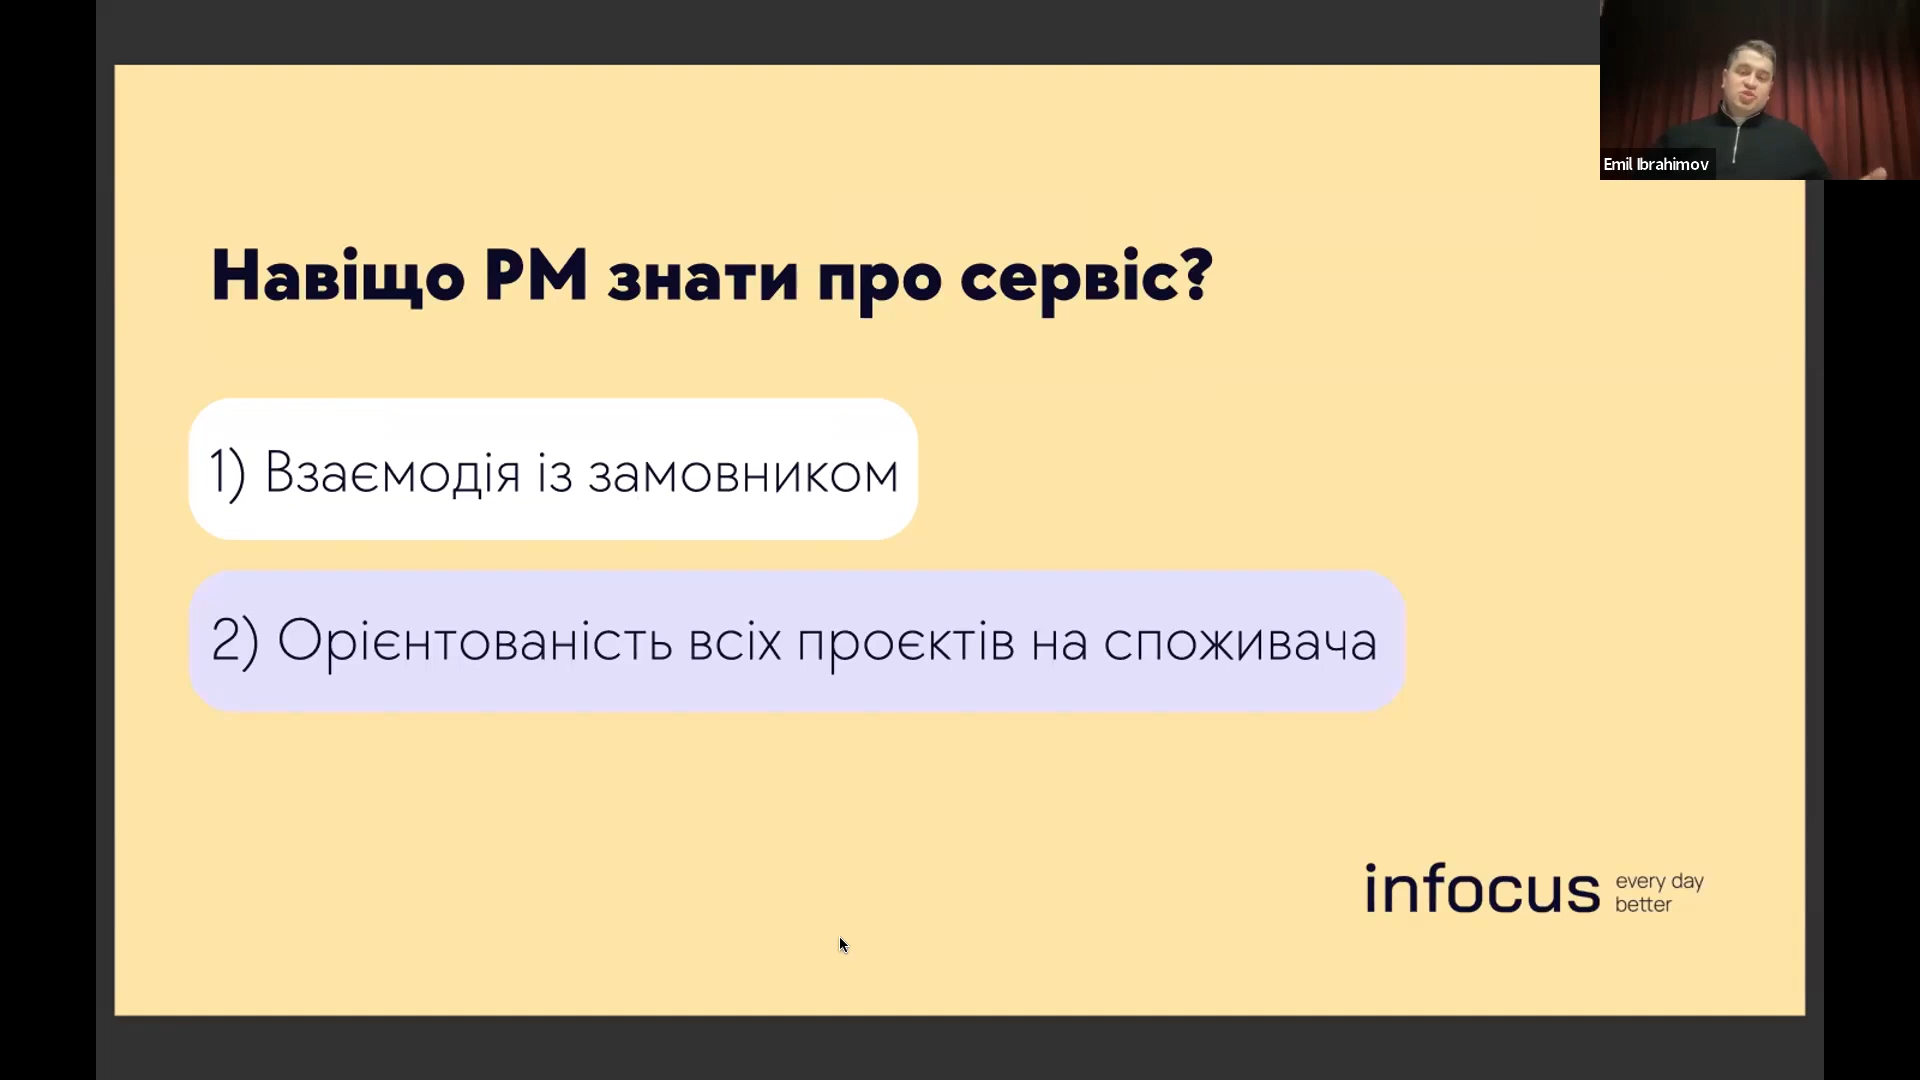 Emil Ibrahimov
Навіщо PM знати про сервіс?
1) Взаємодія із замовником
2) Орієнтованість всіх проєктів на споживача
infocus
every day
better